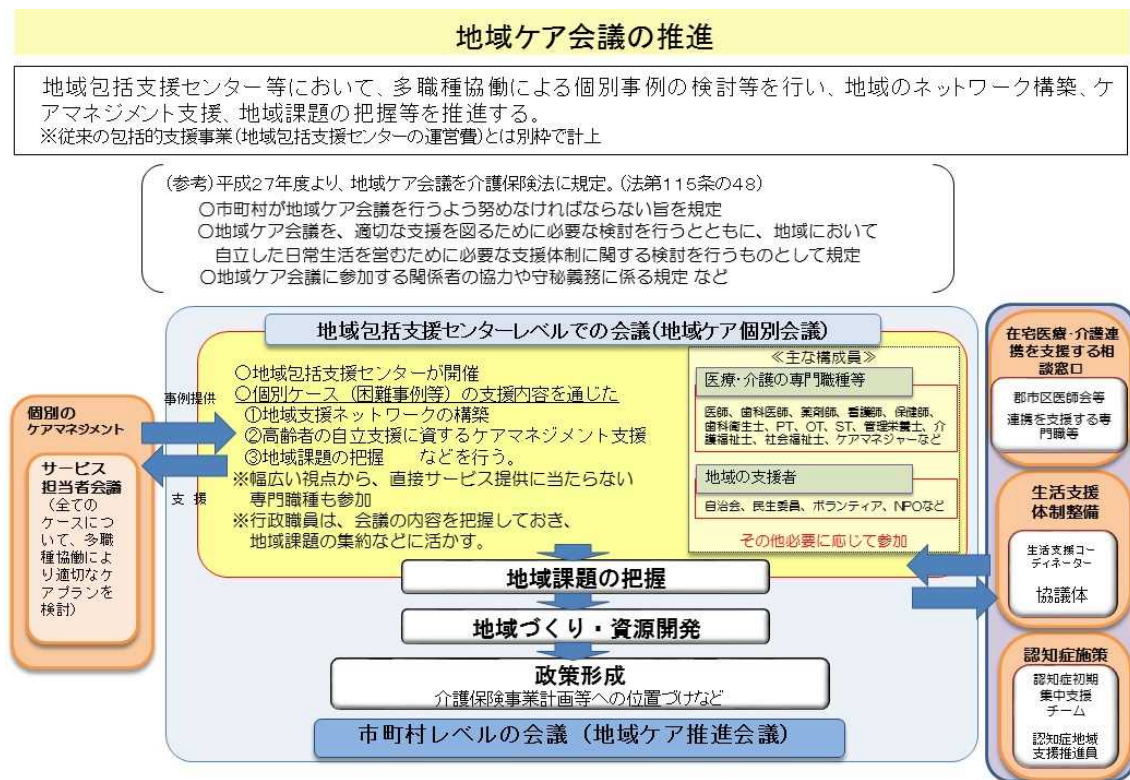 地域ケア会議の推進
地域包括支援センター等において、多職種協働による個別事例の検討等を行い、地域のネットワーク構築、ケ
アマネジメント支援、地域課題の把握等を推進する。
※従来の包括的支援事業(地域包括支援センターの運営費)とは別枠で計上
(参考)平成27年度より、地域ケア会議を介護保険法に規定。(法第115条の48)
○市町村が地域ケア会議を行うよう努めなければならない旨を規定
○地域ケア会議を、適切な支援を図るために必要な検討を行うとともに、地域において
自立した日常生活を営むために必要な支援体制に関する検討を行うものとして規定
○地域ケア会議に参加する関係者の協力や守秘義務に係る規定 など
地域包括支援センターレベルでの会議(地域ケア個別会議)
○地域包括支援センターが開催
○個別ケース(困難事例等)の支援内容を通じた
①地域支援ネットワークの構築
②高齢者の自立支援に資するケアマネジメント支援
③地域課題の把握 などを行う。
※幅広い視点から、直接サービス提供に当たらない
専門職種も参加
※行政職員は、会議の内容を把握しておき、
地域課題の集約などに活かす。
≪主な構成員≫
医療・介護の専門職種等
医師、歯科医師、薬剤師、看護師、保健師、
歯科衛生士、PT、OT、ST、管理栄養士、介
護福祉士、社会福祉士、ケアマネジャーなど
地域の支援者
自治会、民生委員、ボランティア、NPOなど
その他必要に応じて参加
事例提供
支 援
個別の
ケアマネジメント
サービス
担当者会議
(全ての
ケースにつ
いて、多職
種協働によ
り適切なケ
アプランを
検討)
地域課題の把握
地域づくり・資源開発
政策形成
介護保険事業計画等への位置づけなど
市町村レベルの会議(地域ケア推進会議)
在宅医療・介護連
携を支援する相
談窓口
郡市区医師会等
連携を支援する専
門職等
生活支援
体制整備
生活支援コー
ディネーター
協議体
認知症施策
認知症初期
集中支援
チーム
認知症地域
支援推進員